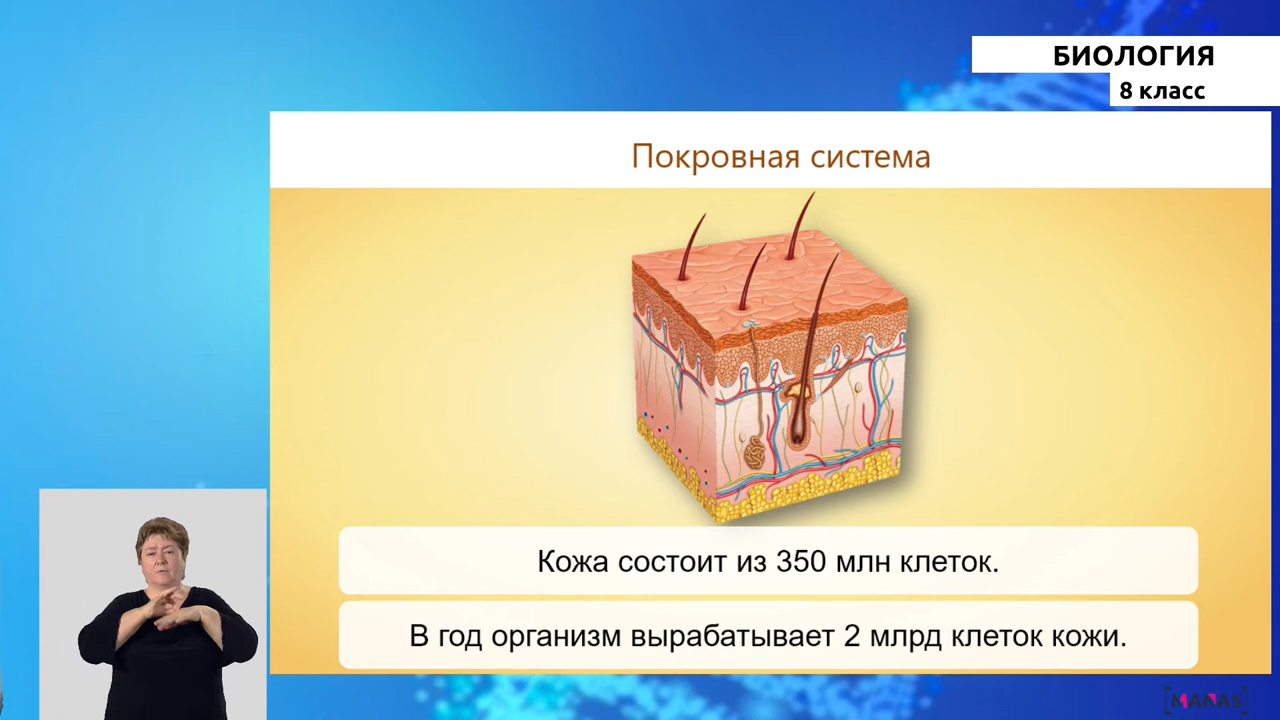 БИОЛОГИЯ
8 класс
Покровная система
Кожа состоит из 350 млн клеток.
В год организм вырабатывает 2 млрд клеток кожи.
MANAS